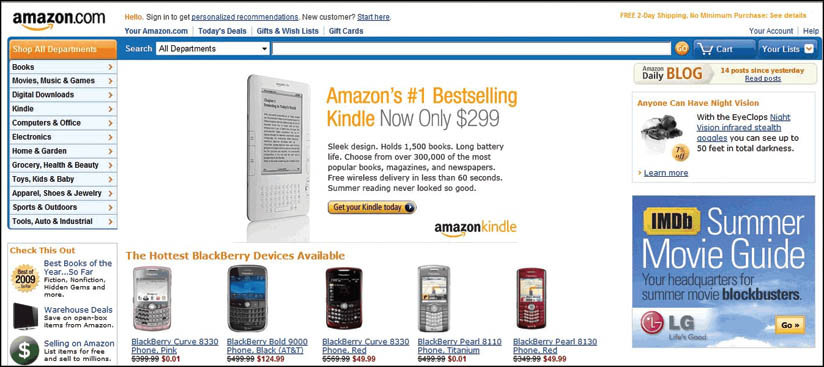 amazon.com
Hello. Sign in to get personalized recommendations. New customer? Start here.
FREE 2-Day Shipping, No Minimum Purchase: See details
Your Amazon.com | Today's Deals | Gifts & Wish Lists | Gift Cards
Your Account | Help
Shop All Departments
Search All Departments GO Cart Your Lists
Books
Movies, Music & Games
Digital Downloads
Kindle
Computers & Office
Electronics
Home & Garden
Grocery, Health & Beauty
Toys, Kids & Baby
Apparel, Shoes & Jewelry
Sports & Outdoors
Tools, Auto & Industrial
Amazon's #1 Bestselling
Kindle Now Only $299
Sleek design. Holds 1,500 books. Long battery
life. Choose from over 300,000 of the most
popular books, magazines, and newspapers.
Free wireless delivery in less than 60 seconds.
Summer reading never looked so good.
Get your Kindle today
amazonkindle
Amazon
Daily BLOG
14 posts since yesterday
Read posts
Anyone Can Have Night Vision
With the EyeClops Night
Vision infrared stealth
goggles you can see up to
50 feet in total darkness.
7%
off
Learn more
IMDb Summer
Movie Guide
Your headquarters for
summer movie blockbusters.
LG
Life's Good.
Go »
Check This Out
Best of
2009
Best Books of the
Year...So Far
Fiction, Nonfiction,
Hidden Gems and
more.
Warehouse Deals
Save on open-box
items from Amazon.
$
Selling on Amazon
List items for free
and sell to millions.
The Hottest BlackBerry Devices Available
BlackBerry Curve 8330
Phone, Pink
$399.99 $0.01
BlackBerry Bold 9000
Phone, Black (AT&T)
$499.99 $124.99
BlackBerry Curve 8330
Phone, Red
$569.99 $49.99
BlackBerry Pearl 8110
Phone, Titanium
$499.99 $0.01
BlackBerry Pearl 8130
Phone, Red
$349.99 $49.99